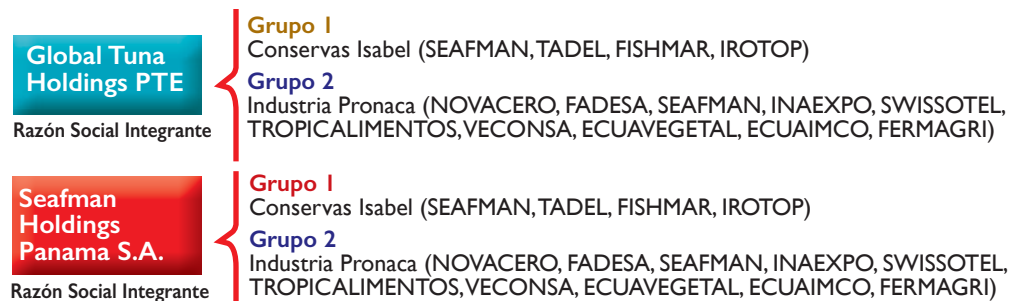 Global Tuna
Holdings PTE
Razón Social Integrante
Grupo 1
Conservas Isabel (SEAFMAN, TADEL, FISHMAR, IROTOP)
Grupo 2
Industria Pronaca (NOVACERO, FADESA, SEAFMAN, INAEXPO, SWISSOTEL,
TROPICALIMENTOS, VECONSA, ECUAVEGETAL, ECUAIMCO, FERMAGRI)
Seafman
Holdings
Panama S.A.
Razón Social Integrante
Grupo 1
Conservas Isabel (SEAFMAN, TADEL, FISHMAR, IROTOP)
Grupo 2
Industria Pronaca (NOVACERO, FADESA, SEAFMAN, INAEXPO, SWISSOTEL,
TROPICALIMENTOS, VECONSA, ECUAVEGETAL, ECUAIMCO, FERMAGRI)